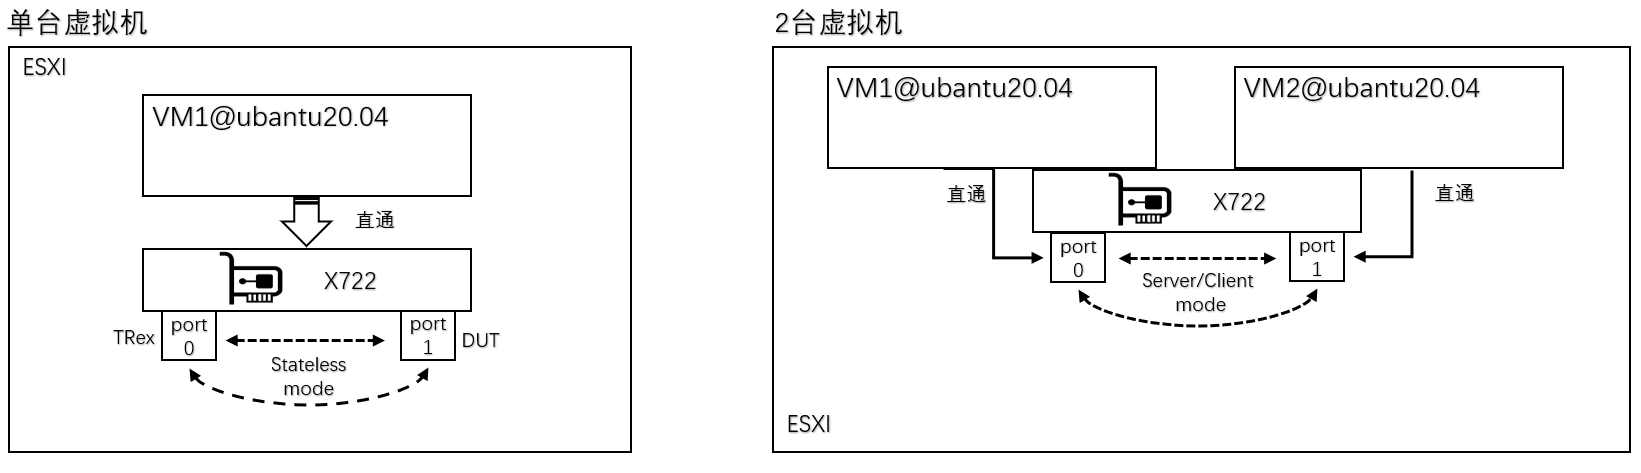 单台虚拟机
ESXI
VM1@ubantu20.04
直通
X722
TRex
port
0
Stateless
mode
port
1
DUT
2台虚拟机
VM1@ubantu20.04
VM2@ubantu20.04
直通
X722
直通
port
0
Server/Client
mode
port
1
ESXI